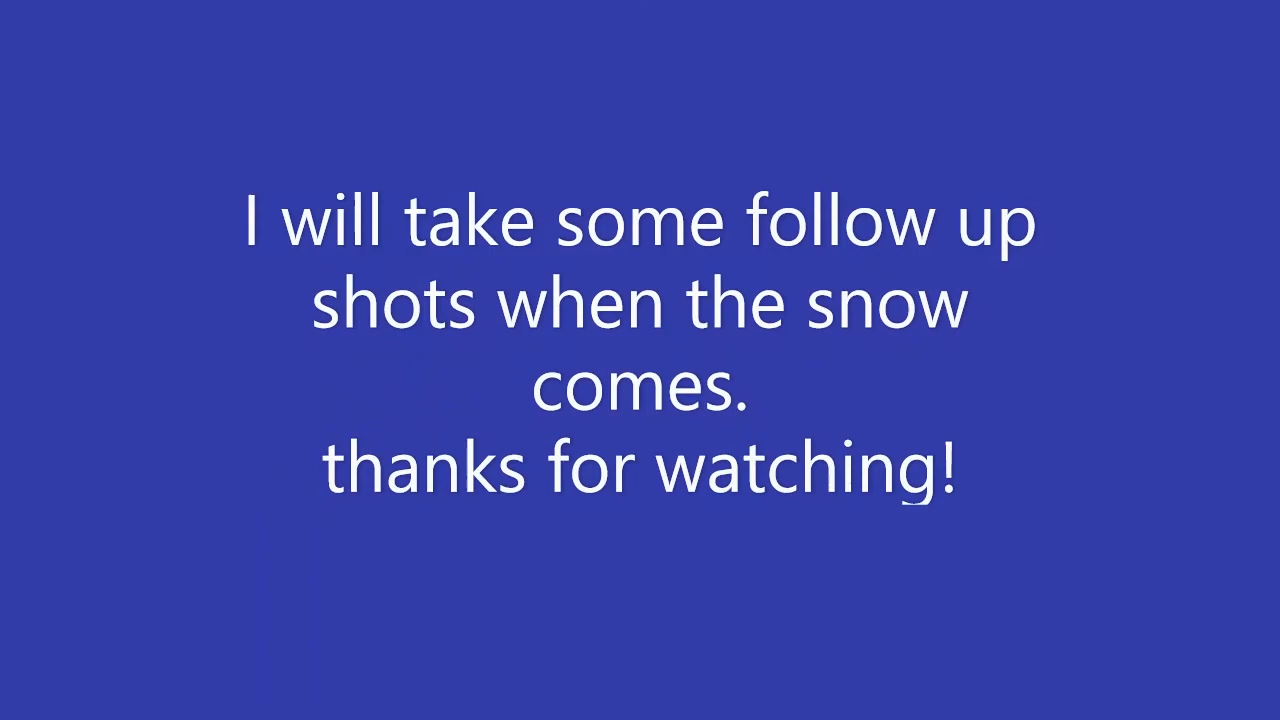 I will take some follow up
shots when the snow
comes.
thanks for watching!